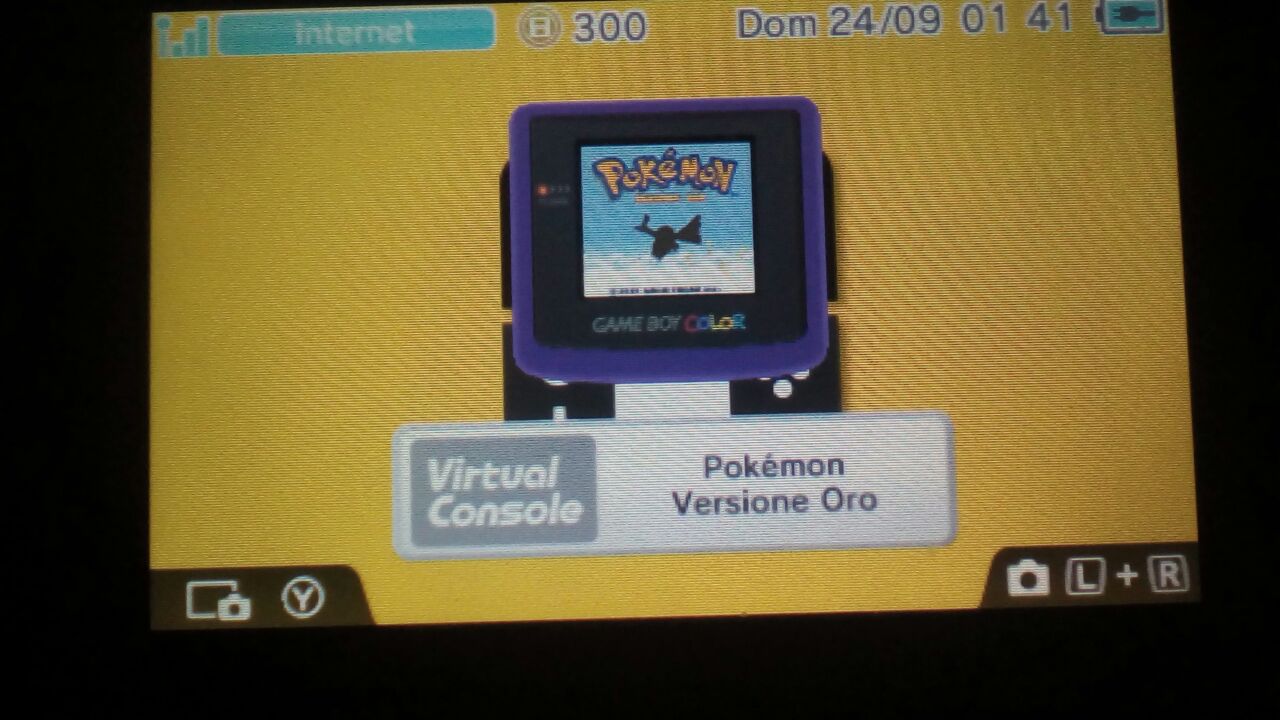 internet
300
Dom 24/09 01 41
POKéMON
GAME BOY COLOR
Virtual
Console
Pokémon
Versione Oro
Y
L + R